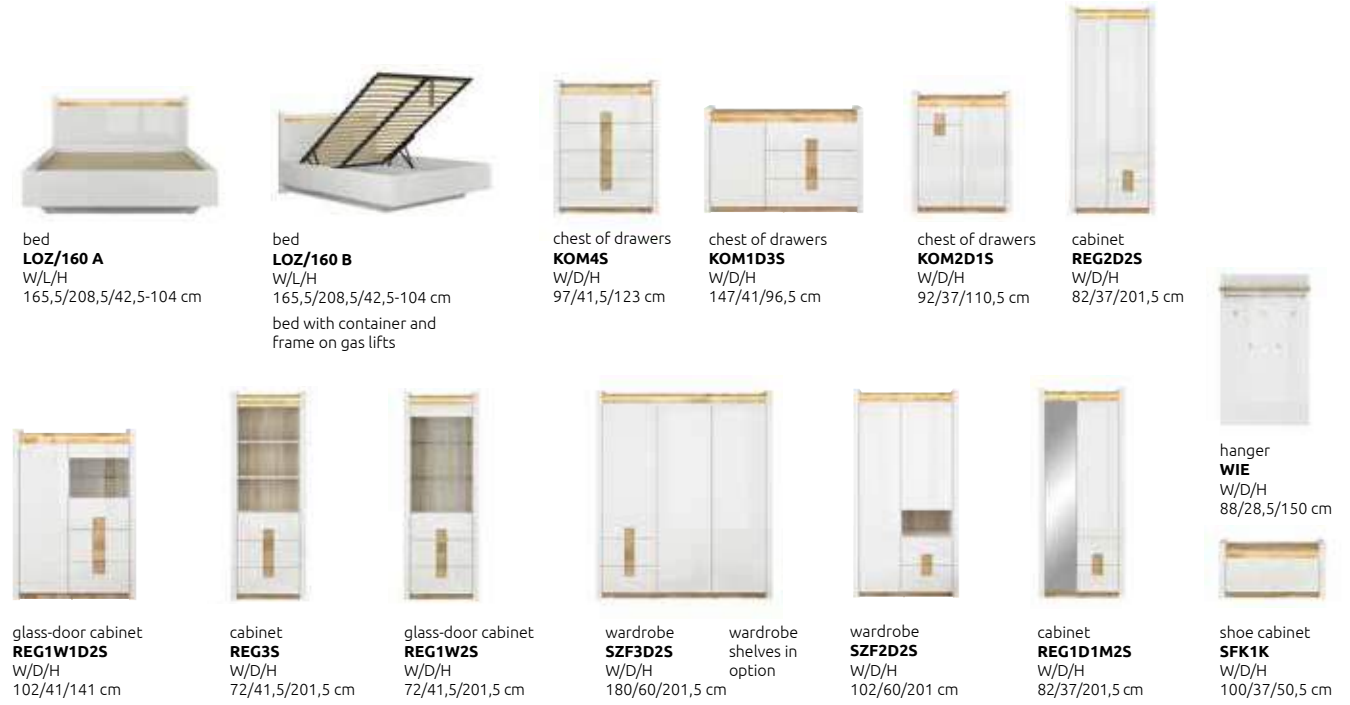 bed
LOZ/160 A
W/L/H
165,5/208,5/42,5-104 cm
bed
LOZ/160 B
W/L/H
165,5/208,5/42,5-104 cm
bed with container and
frame on gas lifts
chest of drawers
KOM4S
W/D/H
97/41,5/123 cm
chest of drawers
KOM1D3S
W/D/H
147/41/96,5 cm
chest of drawers
KOM2D1S
W/D/H
92/37/110,5 cm
cabinet
REG2D2S
W/D/H
82/37/201,5 cm
hanger
WIE
W/D/H
88/28,5/150 cm
glass-door cabinet
REG1W1D2S
W/D/H
102/41/141 cm
cabinet
REG3S
W/D/H
72/41,5/201,5 cm
glass-door cabinet
REG1W2S
W/D/H
72/41,5/201,5 cm
wardrobe
SZF3D2S
W/D/H
180/60/201,5 cm
wardrobe
shelves in
option
wardrobe
SZF2D2S
W/D/H
102/60/201 cm
cabinet
REG1D1M2S
W/D/H
82/37/201,5 cm
shoe cabinet
SFK1K
W/D/H
100/37/50,5 cm